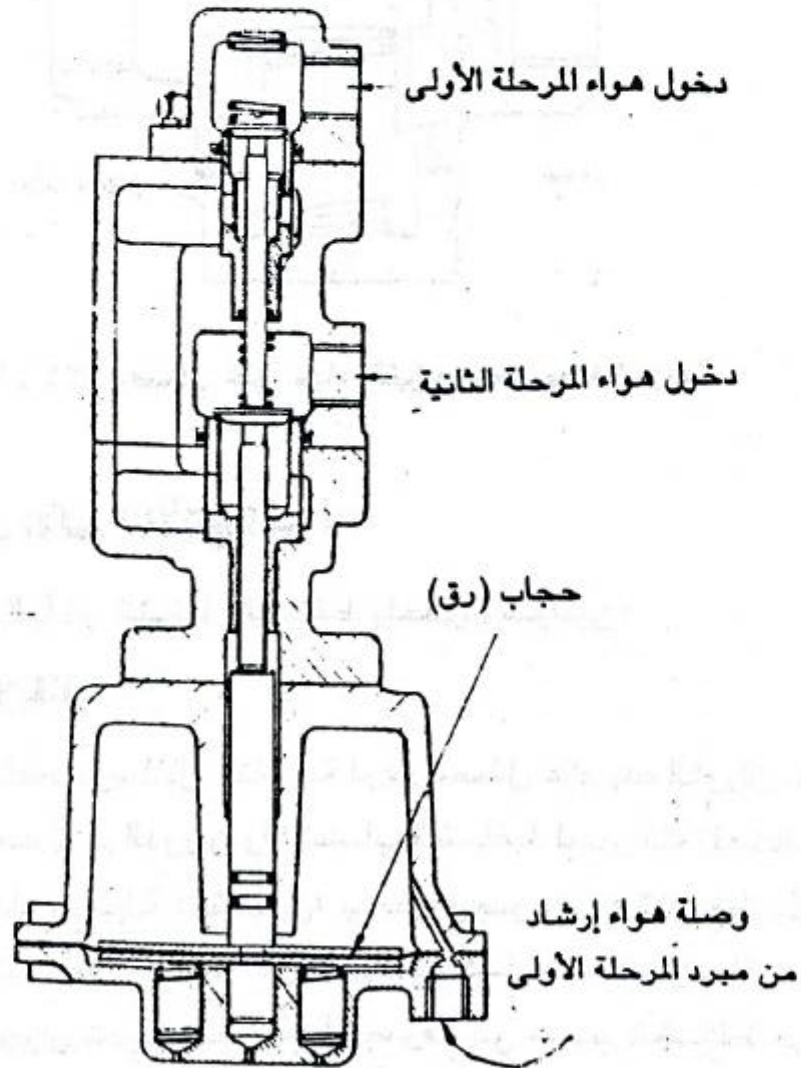 دخول هواء المرحلة الأولى
دخول هواء المرحلة الثانية
حجاب (رق)
وصلة هواء إرشاد
من مبرد المرحلة الأولى